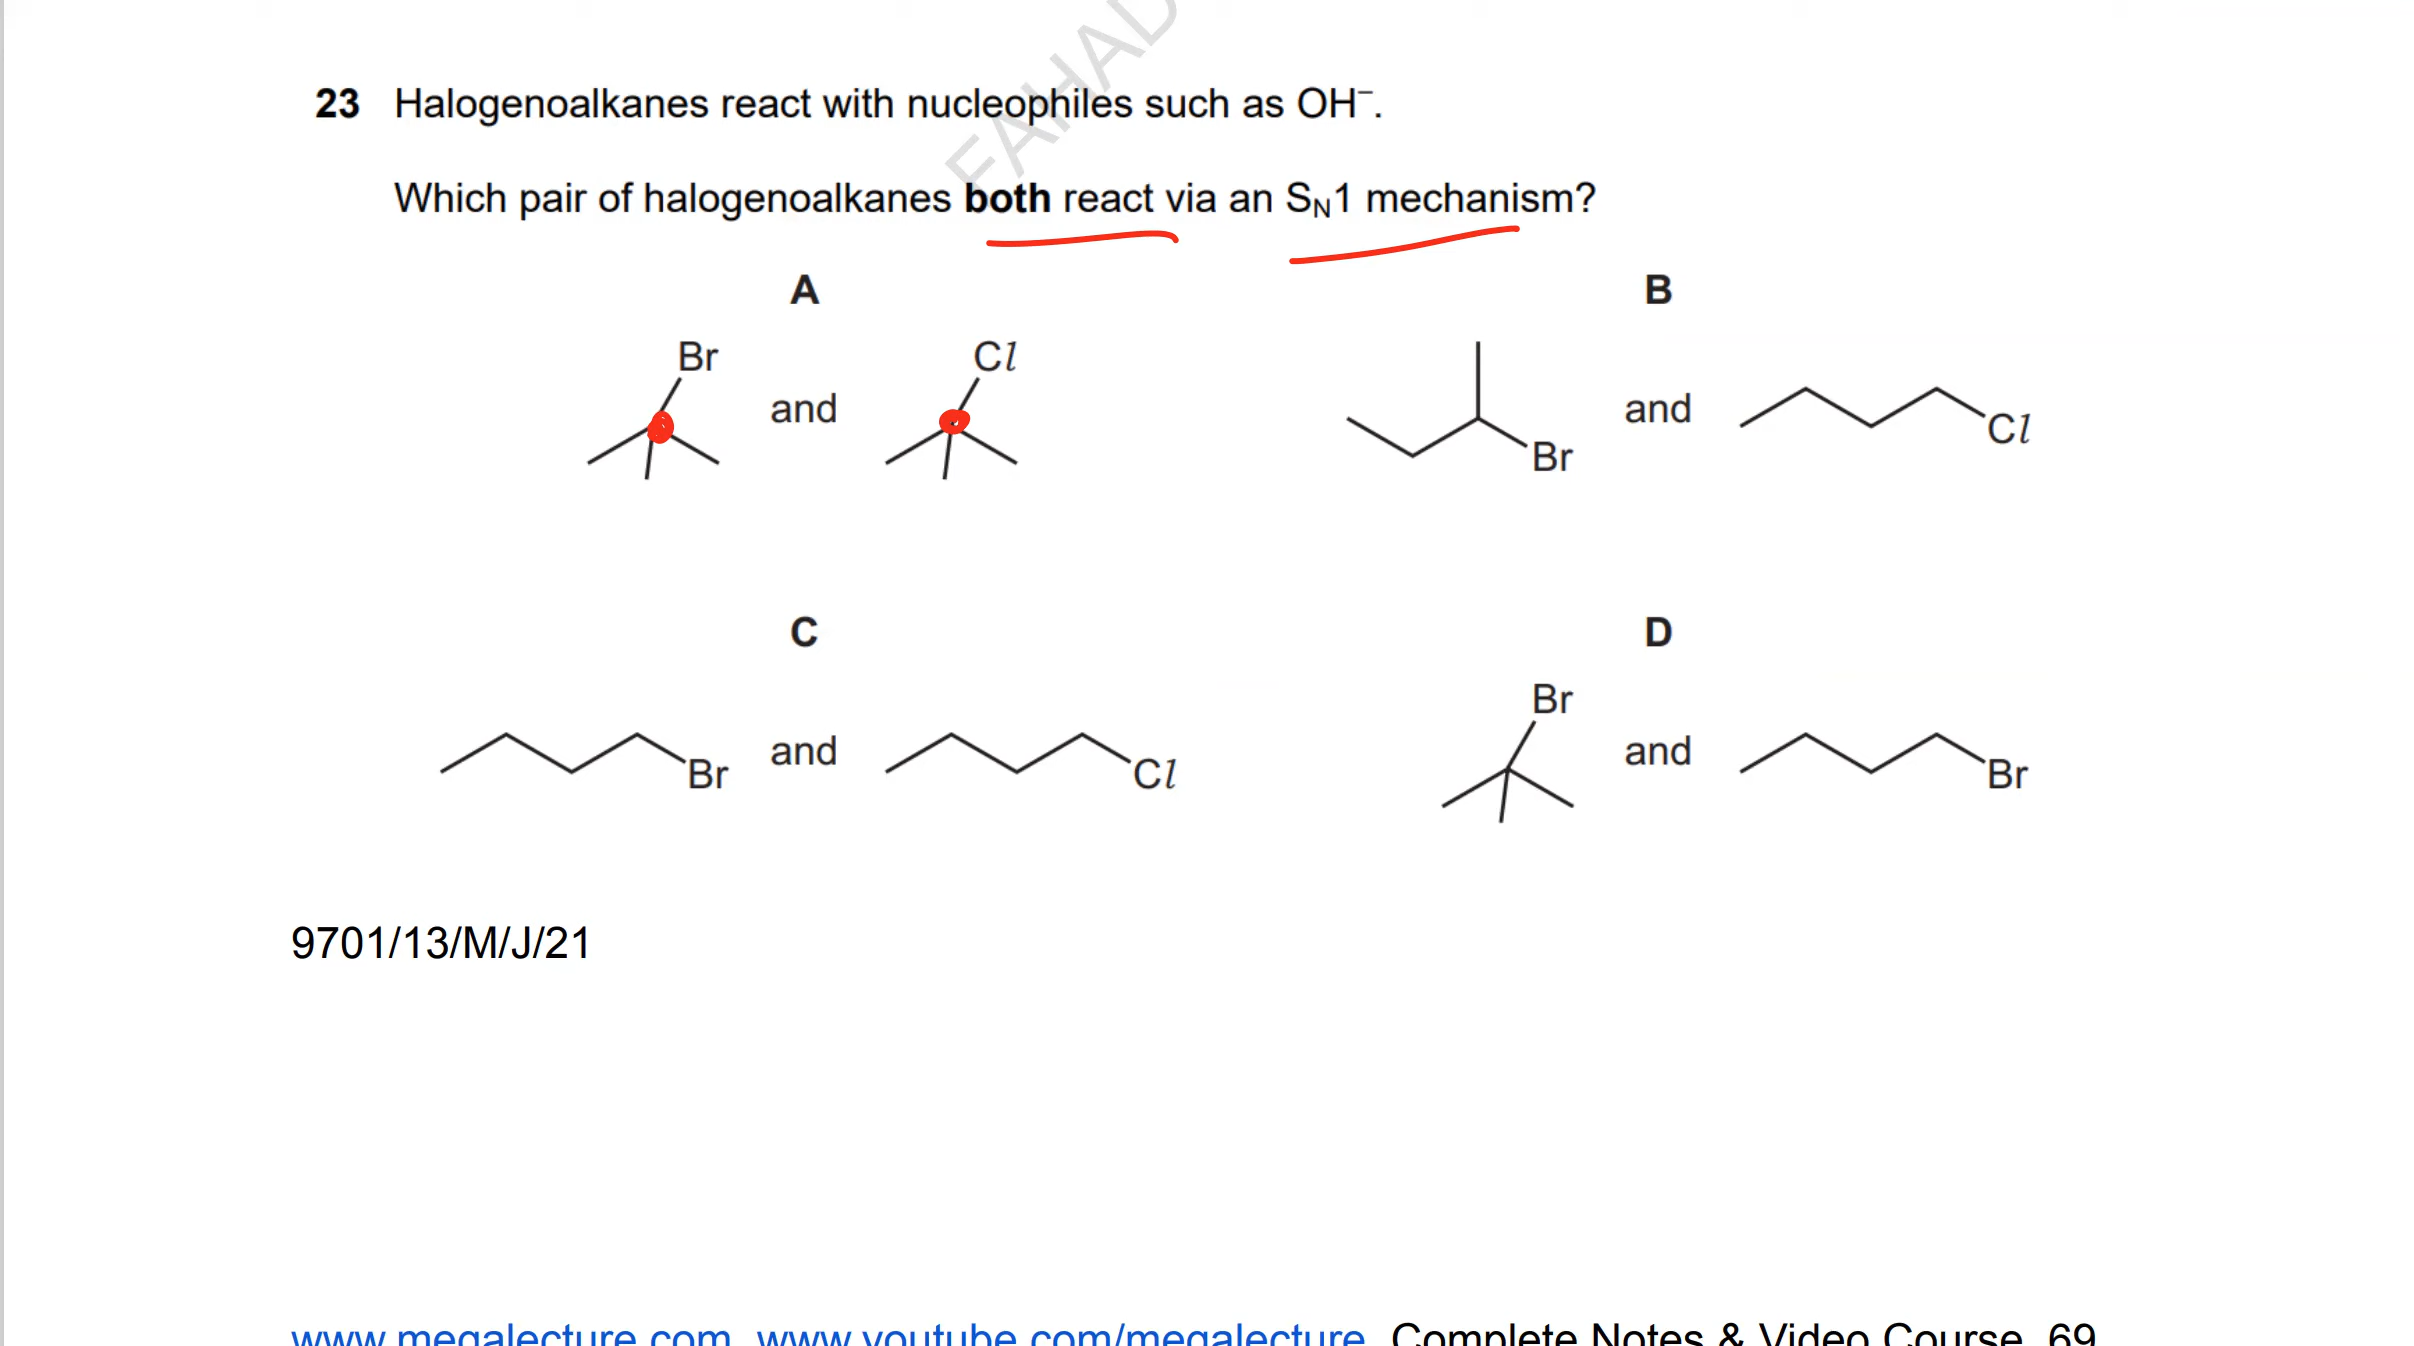 FAHAD
23 Halogenoalkanes react with nucleophiles such as OH⁻.
Which pair of halogenoalkanes both react via an S_N1 mechanism?
A
B
Br
and
Cl
Br
and
Cl
C
D
Br
and
Cl
Br
and
Br
9701/13/M/J/21
www.megalecture.com www.youtube.com/megalecture Complete Notes & Video Course 69